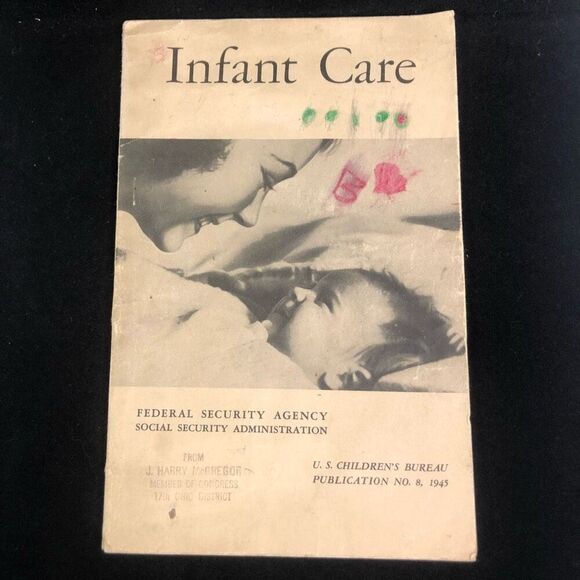 Infant Care
FEDERAL SECURITY AGENCY
SOCIAL SECURITY ADMINISTRATION
FROM
J. HARRY McGREGOR
MEMBER OF CONGRESS
17TH OHIO DISTRICT
U. S. CHILDREN'S BUREAU
PUBLICATION NO. 8, 1945